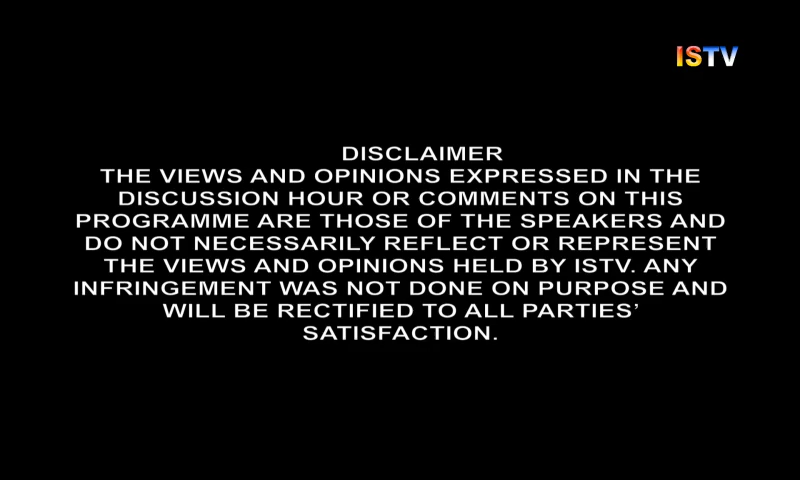 ISTV
DISCLAIMER
THE VIEWS AND OPINIONS EXPRESSED IN THE
DISCUSSION HOUR OR COMMENTS ON THIS
PROGRAMME ARE THOSE OF THE SPEAKERS AND
DO NOT NECESSARILY REFLECT OR REPRESENT
THE VIEWS AND OPINIONS HELD BY ISTV. ANY
INFRINGEMENT WAS NOT DONE ON PURPOSE AND
WILL BE RECTIFIED TO ALL PARTIES’
SATISFACTION.